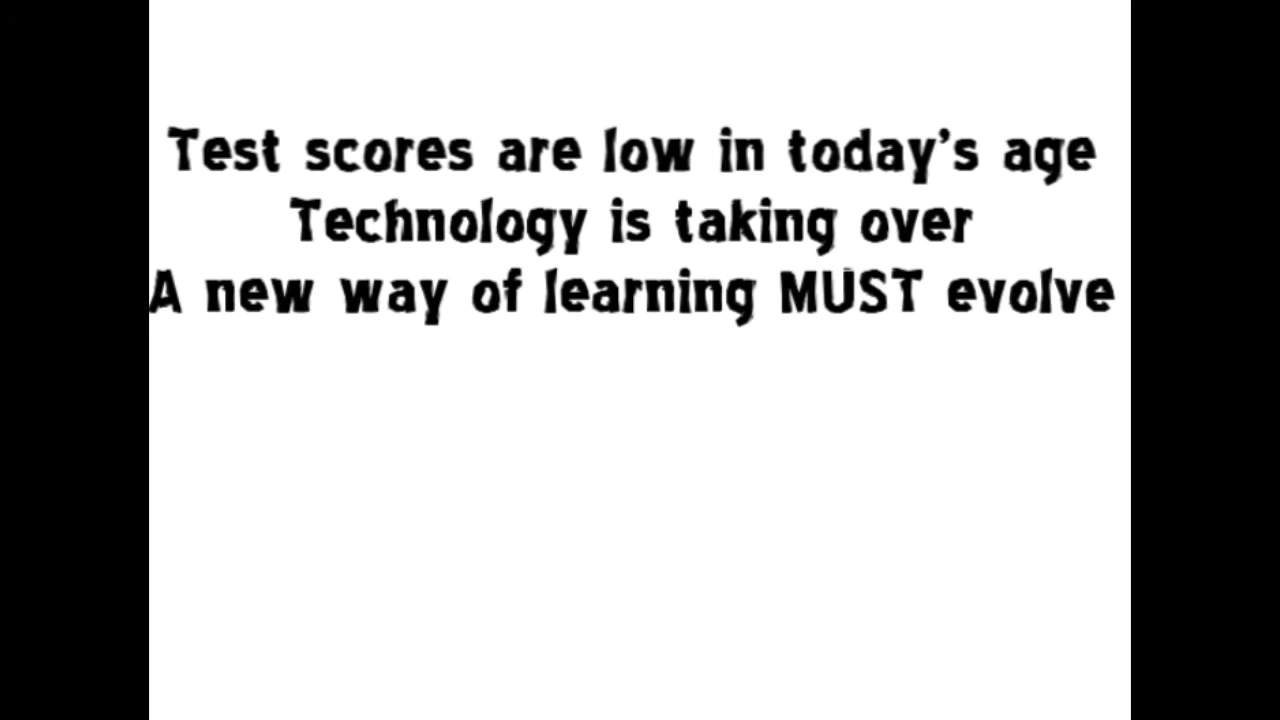 Test scores are low in today's age
Technology is taking over
A new way of learning MUST evolve